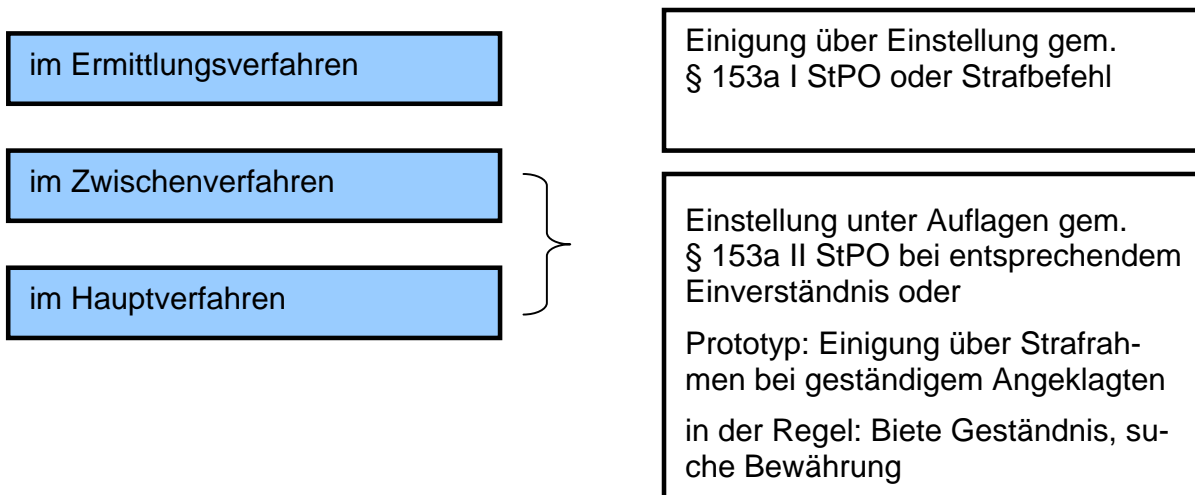 im Ermittlungsverfahren
Einigung über Einstellung gem.
§ 153a I StPO oder Strafbefehl
im Zwischenverfahren
im Hauptverfahren
Einstellung unter Auflagen gem.
§ 153a II StPO bei entsprechendem
Einverständnis oder
Prototyp: Einigung über Strafrah-
men bei geständigem Angeklagten
in der Regel: Biete Geständnis, su-
che Bewährung